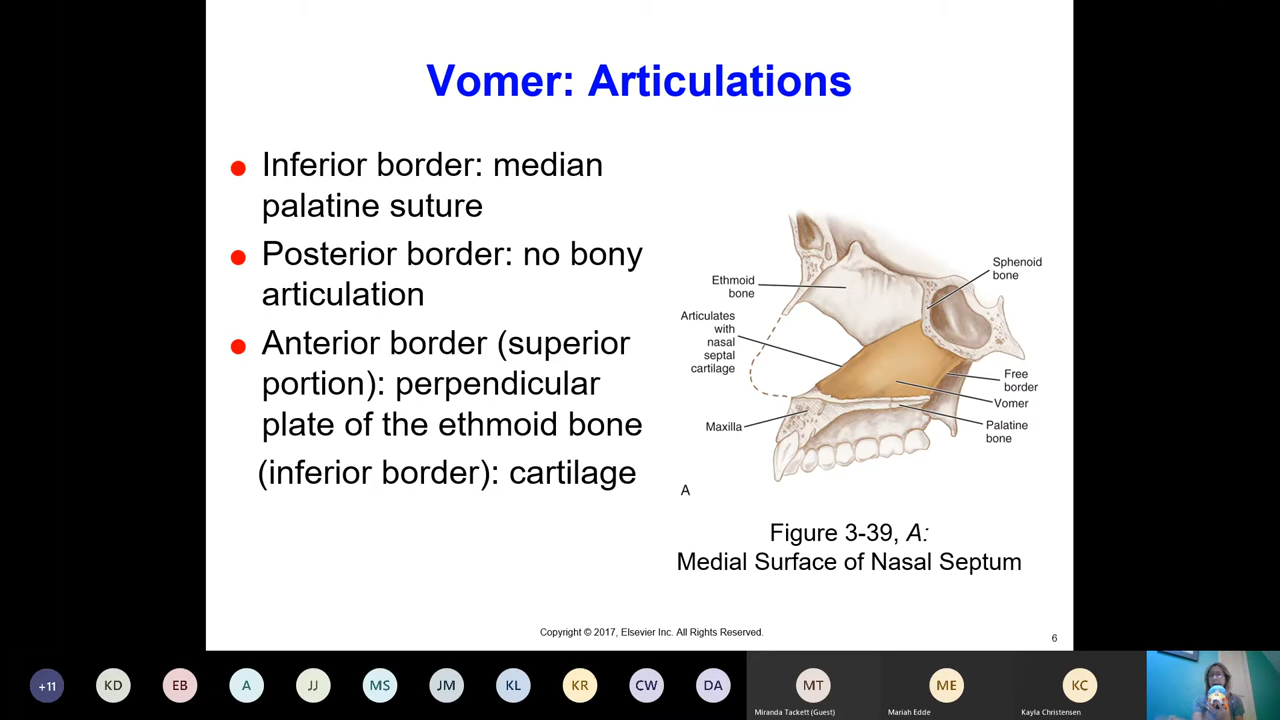 Vomer: Articulations
Inferior border: median
palatine suture
Posterior border: no bony
articulation
Anterior border (superior
portion): perpendicular
plate of the ethmoid bone
(inferior border): cartilage
Ethmoid
bone
Articulates
with
nasal
septal
cartilage
Maxilla
Sphenoid
bone
Free
border
Vomer
Palatine
bone
A
Figure 3-39, A:
Medial Surface of Nasal Septum
Copyright © 2017, Elsevier Inc. All Rights Reserved.
6
+11
KD
EB
A
JJ
MS
JM
KL
KR
CW
DA
MT
ME
KC
Miranda Tackett (Guest)
Mariah Edde
Kayla Christensen